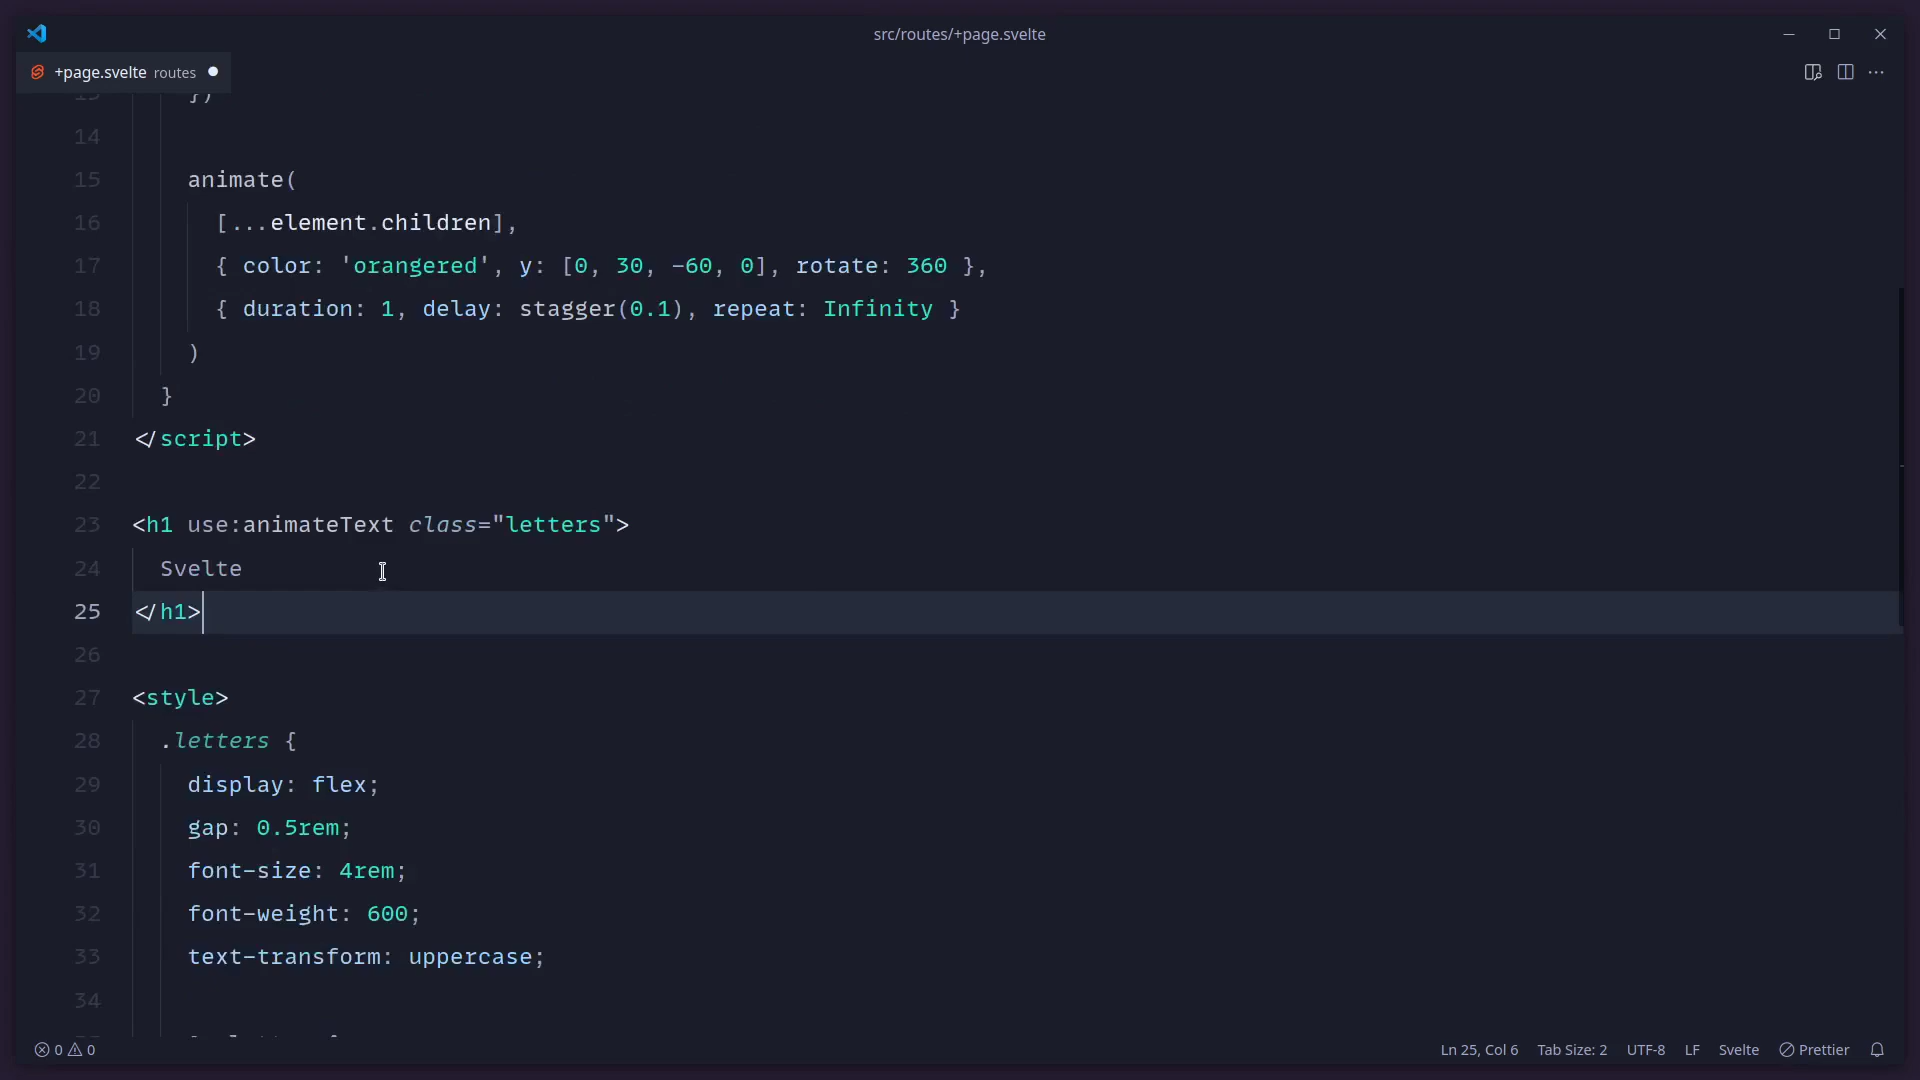 src/routes/+page.svelte
+page.svelte routes
13 })
14
15 animate(
16 [...element.children],
17 { color: 'orangered', y: [0, 30, -60, 0], rotate: 360 },
18 { duration: 1, delay: stagger(0.1), repeat: Infinity }
19 )
20 }
21 </script>
22
23 <h1 use:animateText class="letters">
24 Svelte
25 </h1>
26
27 <style>
28 .letters {
29 display: flex;
30 gap: 0.5rem;
31 font-size: 4rem;
32 font-weight: 600;
33 text-transform: uppercase;
34
0 0 Ln 25, Col 6 Tab Size: 2 UTF-8 LF Svelte Prettier